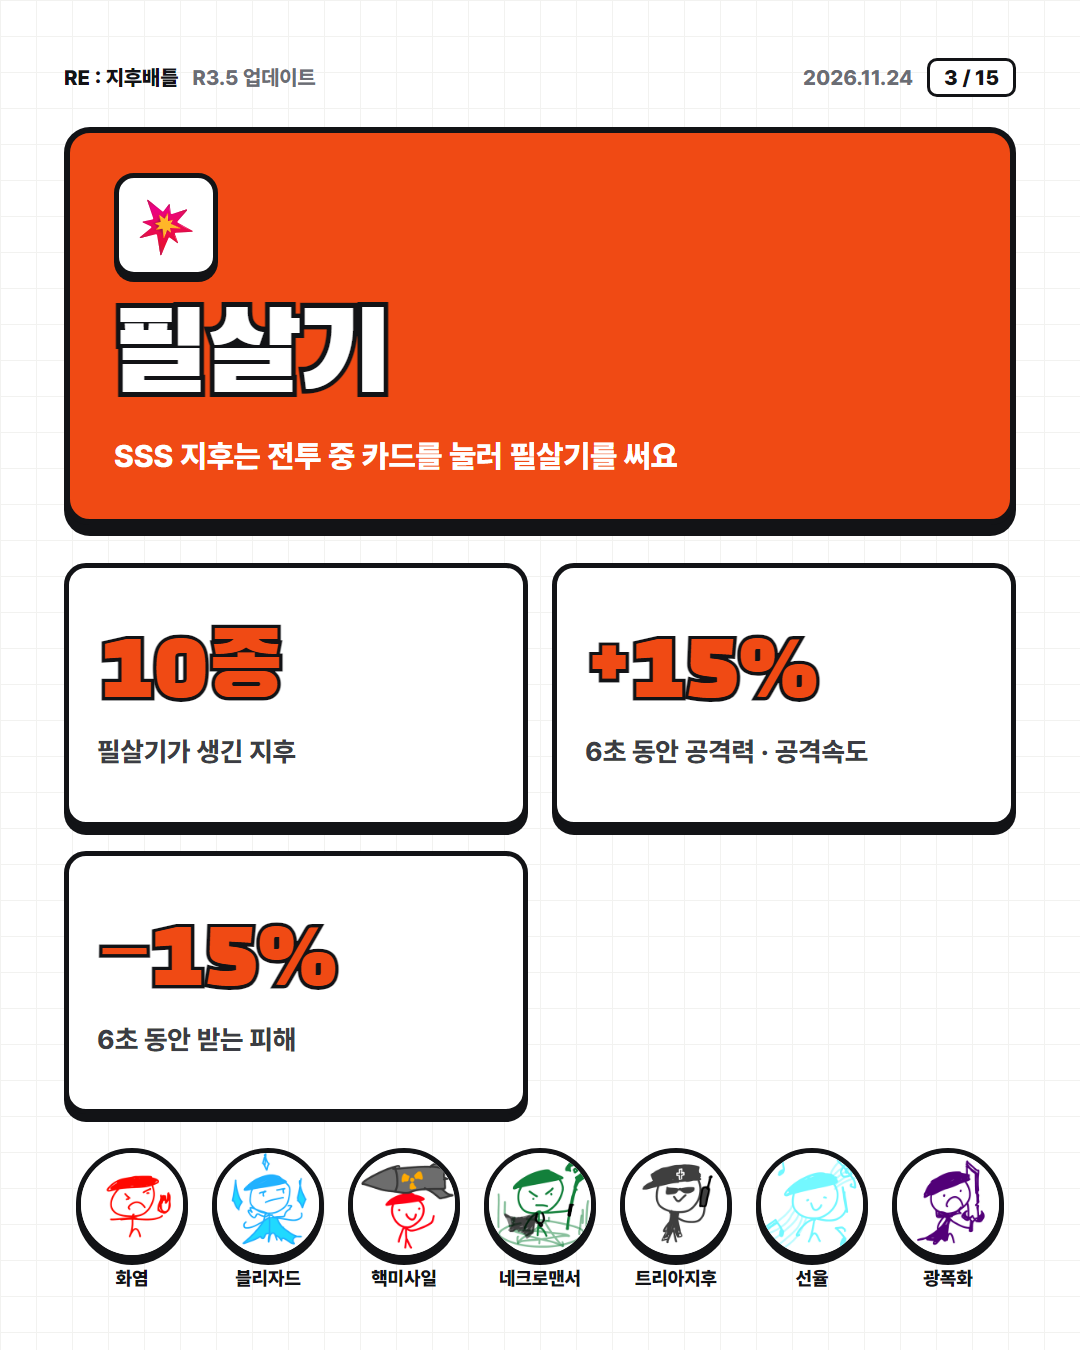 RE : 지후배틀 R3.5 업데이트
2026.11.24 3 / 15
필살기
SSS 지후는 전투 중 카드를 눌러 필살기를 써요
10종
필살기가 생긴 지후
+15%
6초 동안 공격력 · 공격속도
−15%
6초 동안 받는 피해
화염
블리자드
핵미사일
네크로맨서
트리아지후
선율
광폭화